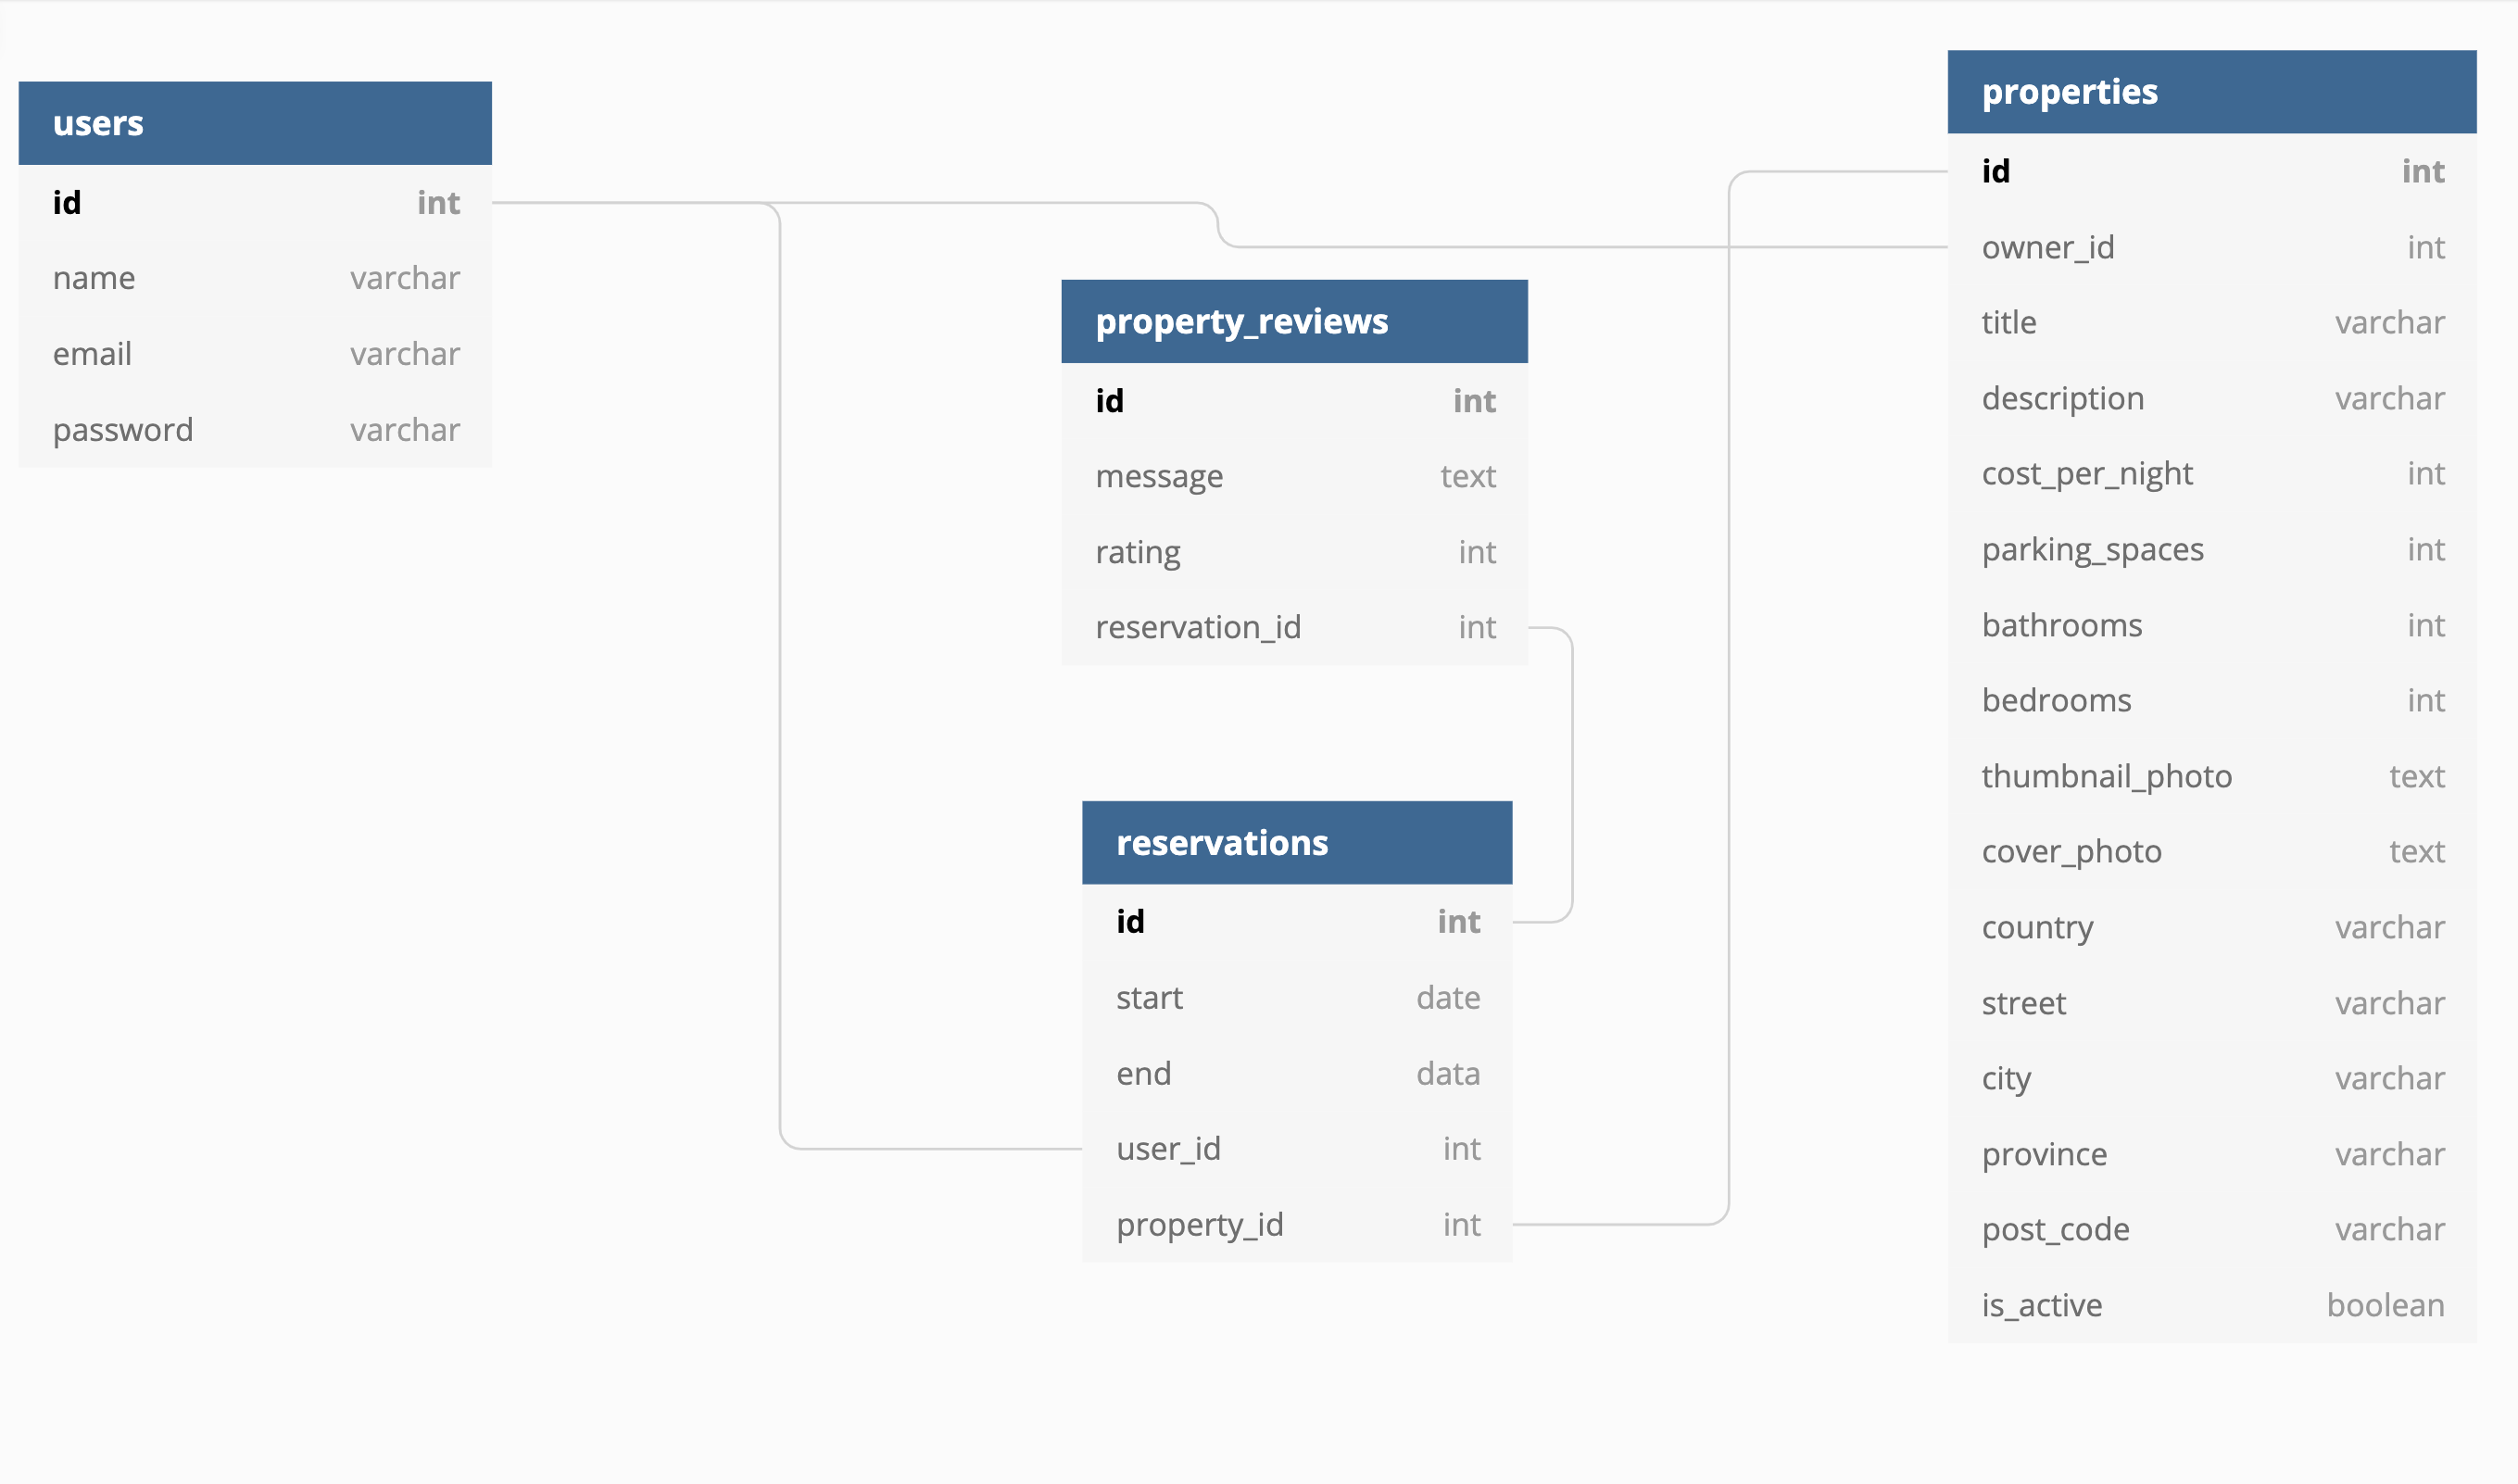 users
id int
name varchar
email varchar
password varchar
property_reviews
id int
message text
rating int
reservation_id int
reservations
id int
start date
end data
user_id int
property_id int
properties
id int
owner_id int
title varchar
description varchar
cost_per_night int
parking_spaces int
bathrooms int
bedrooms int
thumbnail_photo text
cover_photo text
country varchar
street varchar
city varchar
province varchar
post_code varchar
is_active boolean